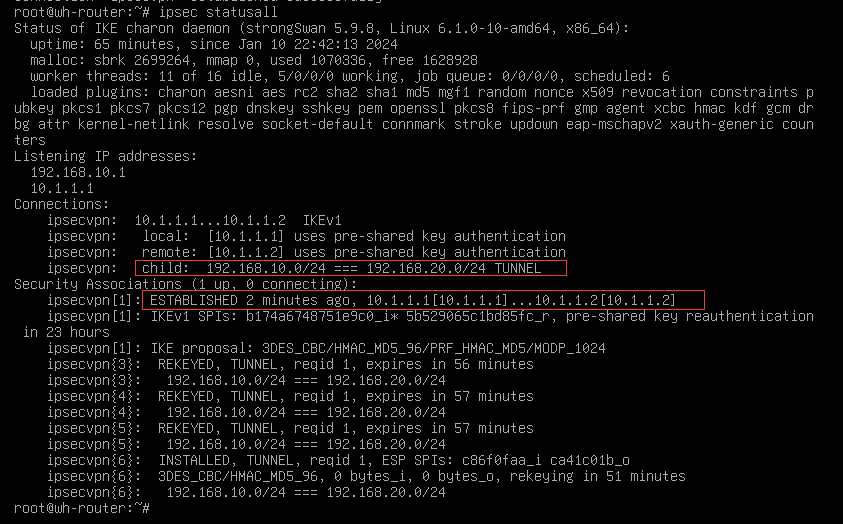 root@wh-router:~# ipsec statusall
Status of IKE charon daemon (strongSwan 5.9.8, Linux 6.1.0-10-amd64, x86_64):
  uptime: 65 minutes, since Jan 10 22:42:13 2024
  malloc: sbrk 2699264, mmap 0, used 1070336, free 1628928
  worker threads: 11 of 16 idle, 5/0/0/0 working, job queue: 0/0/0/0, scheduled: 6
  loaded plugins: charon aesni aes rc2 sha2 sha1 md5 mgf1 random nonce x509 revocation constraints p
ubkey pkcs1 pkcs7 pkcs12 pgp dnskey sshkey pem openssl pkcs8 fips-prf gmp agent xcbc hmac kdf gcm dr
bg attr kernel-netlink resolve socket-default connmark stroke updown eap-mschapv2 xauth-generic coun
ters
Listening IP addresses:
  192.168.10.1
  10.1.1.1
Connections:
    ipsecvpn:  10.1.1.1...10.1.1.2  IKEv1
    ipsecvpn:   local:  [10.1.1.1] uses pre-shared key authentication
    ipsecvpn:   remote: [10.1.1.2] uses pre-shared key authentication
    ipsecvpn:   child:  192.168.10.0/24 === 192.168.20.0/24 TUNNEL
Security Associations (1 up, 0 connecting):
    ipsecvpn[1]: ESTABLISHED 2 minutes ago, 10.1.1.1[10.1.1.1]...10.1.1.2[10.1.1.2]
    ipsecvpn[1]: IKEv1 SPIs: b174a6748751e9c0_i* 5b529065c1bd85fc_r, pre-shared key reauthentication
 in 23 hours
    ipsecvpn[1]: IKE proposal: 3DES_CBC/HMAC_MD5_96/PRF_HMAC_MD5/MODP_1024
    ipsecvpn{3}:  REKEYED, TUNNEL, reqid 1, expires in 56 minutes
    ipsecvpn{3}:   192.168.10.0/24 === 192.168.20.0/24
    ipsecvpn{4}:  REKEYED, TUNNEL, reqid 1, expires in 57 minutes
    ipsecvpn{4}:   192.168.10.0/24 === 192.168.20.0/24
    ipsecvpn{5}:  REKEYED, TUNNEL, reqid 1, expires in 57 minutes
    ipsecvpn{5}:   192.168.10.0/24 === 192.168.20.0/24
    ipsecvpn{6}:  INSTALLED, TUNNEL, reqid 1, ESP SPIs: c86f0faa_i ca41c01b_o
    ipsecvpn{6}:  3DES_CBC/HMAC_MD5_96, 0 bytes_i, 0 bytes_o, rekeying in 51 minutes
    ipsecvpn{6}:   192.168.10.0/24 === 192.168.20.0/24
root@wh-router:~#